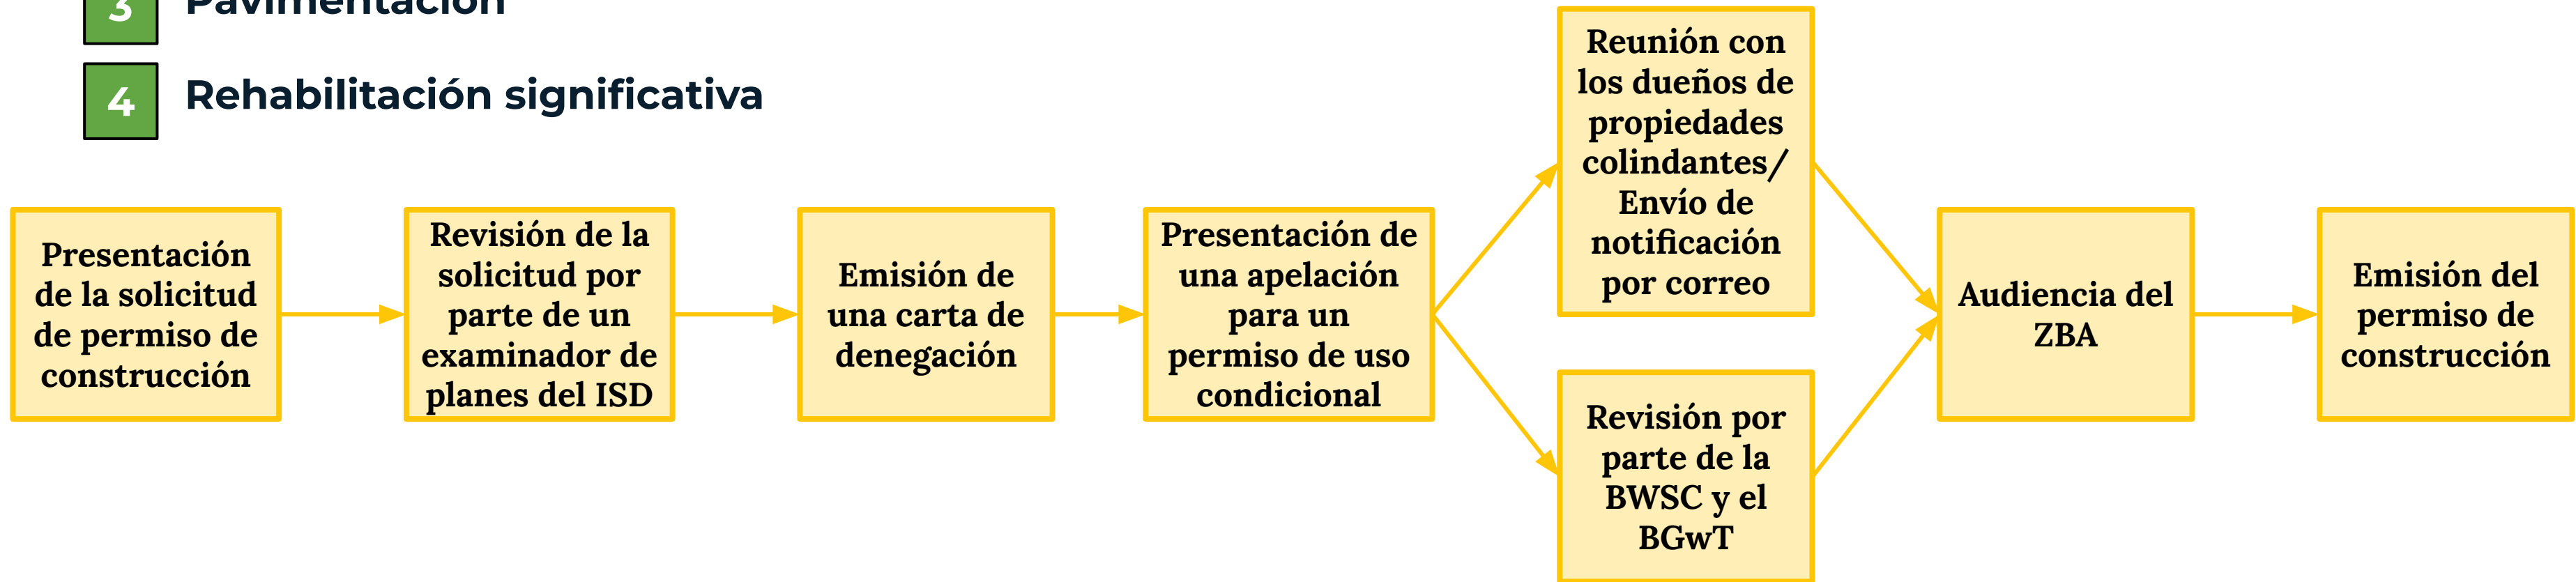 3 Pavimentación
4 Rehabilitación significativa
Presentación
de la solicitud
de permiso de
construcción
Revisión de la
solicitud por
parte de un
examinador de
planes del ISD
Emisión de
una carta de
denegación
Presentación de
una apelación
para un
permiso de uso
condicional
Reunión con
los dueños de
propiedades
colindantes/
Envío de
notificación
por correo
Revisión por
parte de la
BWSC y el
BGwT
Audiencia del
ZBA
Emisión del
permiso de
construcción